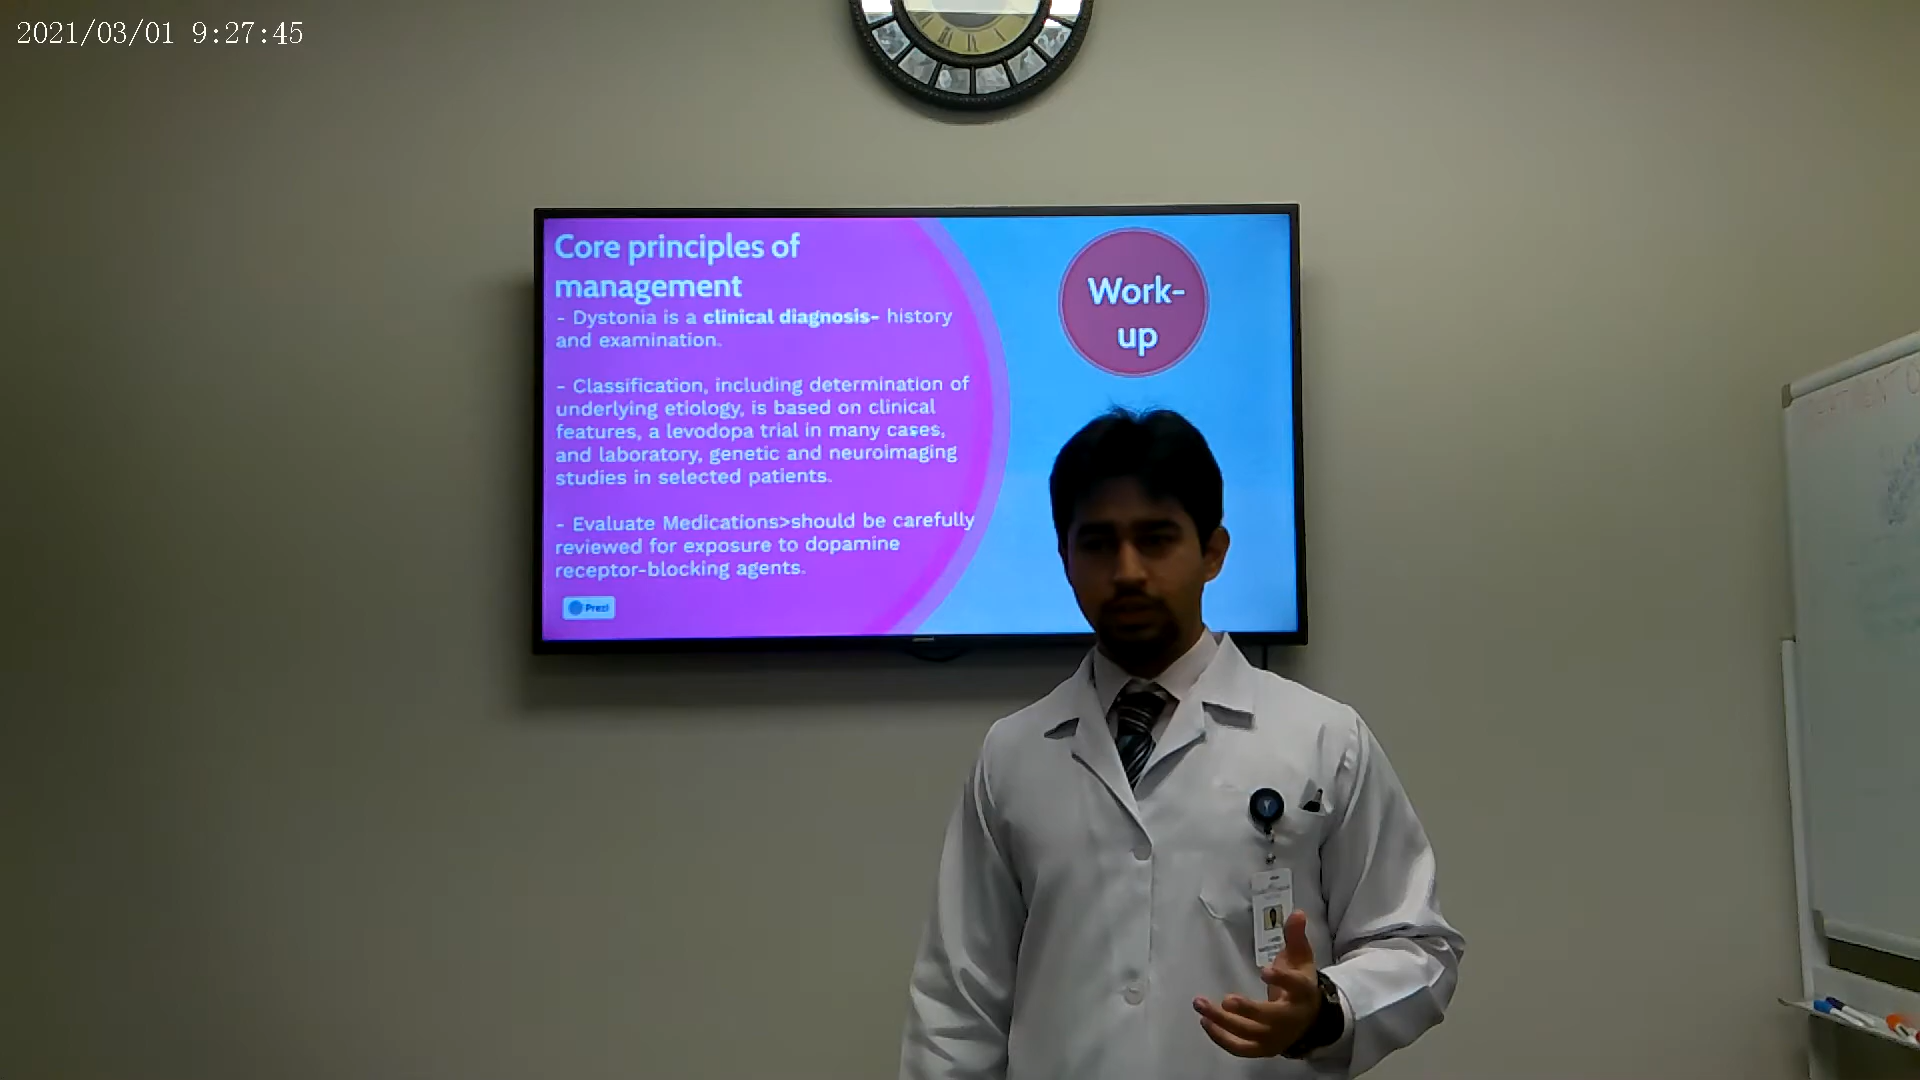 2021/03/01 9:27:45
Core principles of
management
- Dystonia is a clinical diagnosis- history
and examination.
- Classification, including determination of
underlying etiology, is based on clinical
features, a levodopa trial in many cases,
and laboratory, genetic and neuroimaging
studies in selected patients.
- Evaluate Medications>should be carefully
reviewed for exposure to dopamine
receptor-blocking agents.
Prezi
Work-
up